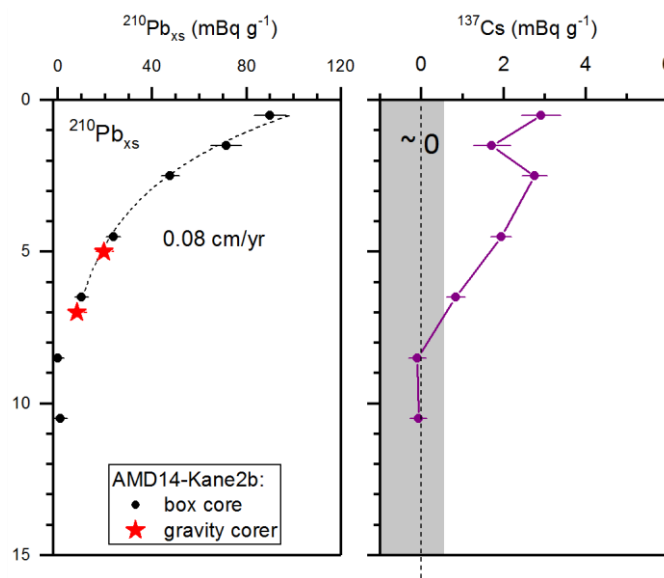 ²¹⁰Pbₓₛ (mBq g⁻¹)
¹³⁷Cs (mBq g⁻¹)
0 40 80 120
0 2 4 6
0
5
10
15
²¹⁰Pbₓₛ
~ 0
0.08 cm/yr
AMD14-Kane2b:
box core
gravity corer